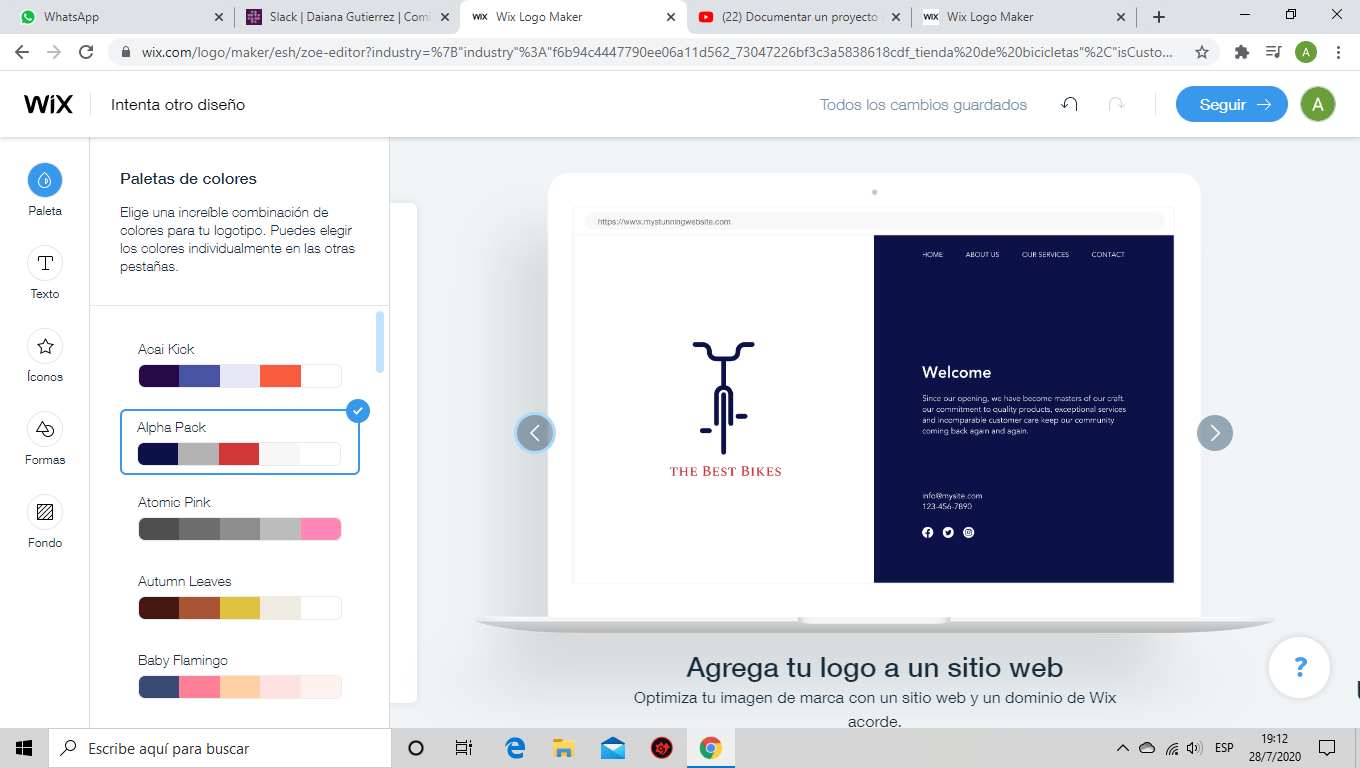 WhatsApp
Slack | Daiana Gutierrez | Com
WIX Wix Logo Maker
(22) Documentar un proyecto
WIX Wix Logo Maker
wix.com/logo/maker/esh/zoe-editor?industry=%7B"industry"%3A"f6b94c4447790ee06a11d562_73047226bf3c3a5838618cdf_tienda%20de%20bicicletas"%2C"isCusto...
A
WiX
Intenta otro diseño
Todos los cambios guardados
Seguir
A
Paleta
Texto
Íconos
Formas
Fondo
Paletas de colores
Elige una increíble combinación de
colores para tu logotipo. Puedes elegir
los colores individualmente en las otras
pestañas.
Acai Kick
Alpha Pack
Atomic Pink
Autumn Leaves
Baby Flamingo
https://www.mystunningwebsite.com
HOME ABOUT US OUR SERVICES CONTACT
THE BEST BIKES
Welcome
Since our opening, we have become masters of our craft.
our commitment to quality products, exceptional services
and incomparable customer care keep our community
coming back again and again.
info@mysite.com
123-456-7890
Agrega tu logo a un sitio web
Optimiza tu imagen de marca con un sitio web y un dominio de Wix
acorde.
?
Escribe aquí para buscar
ESP
19:12
28/7/2020